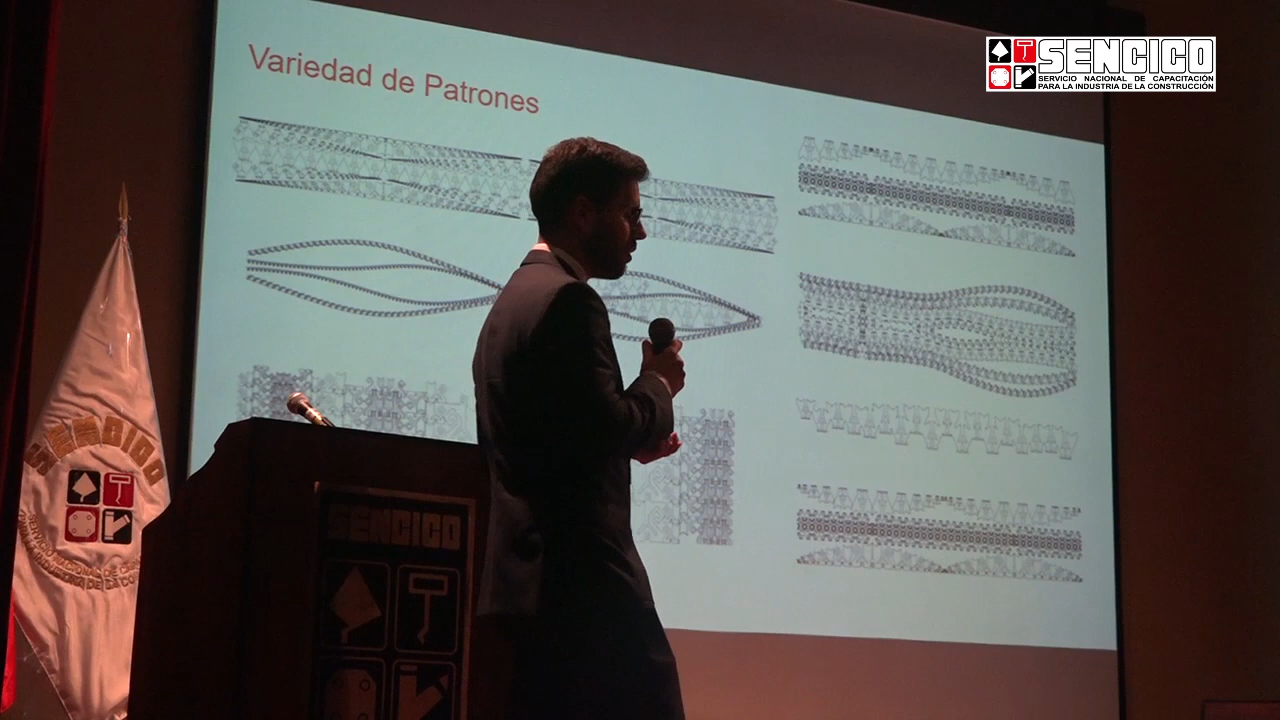 Variedad de Patrones
SENCICO
SERVICIO NACIONAL DE CAPACITACIÓN
PARA LA INDUSTRIA DE LA CONSTRUCCIÓN
SENCICO
SENCICO